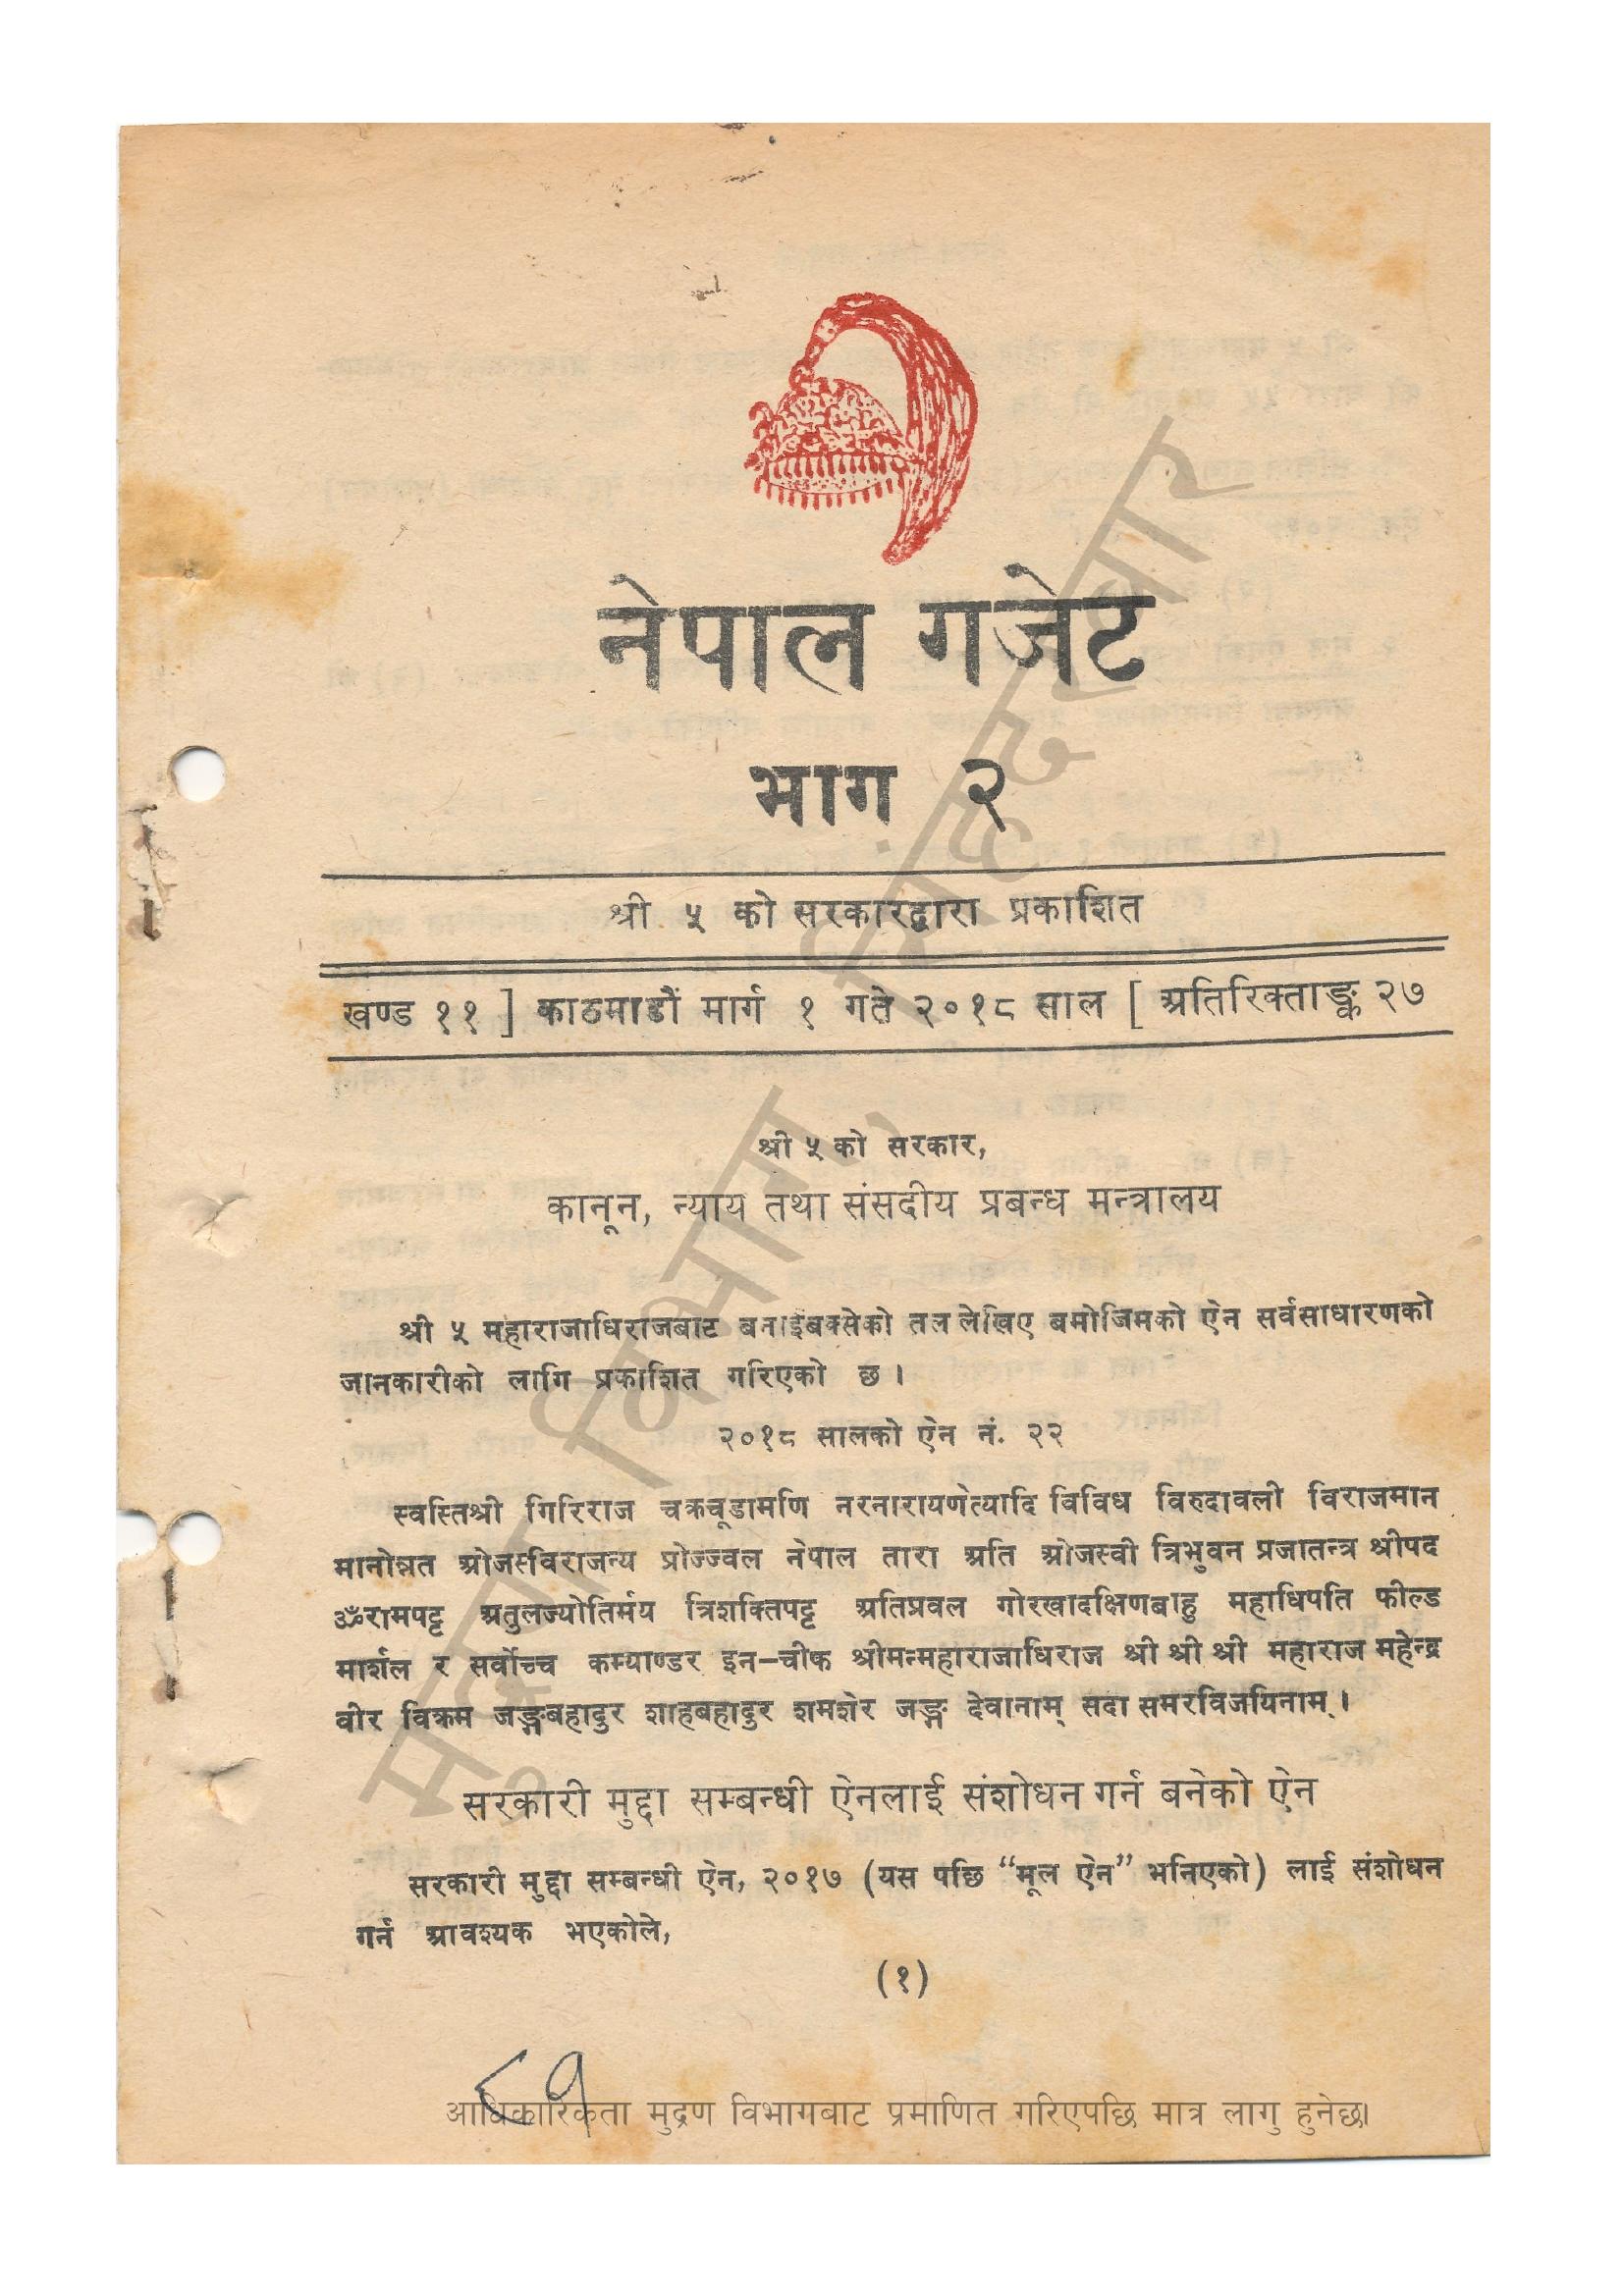 नेपाल गजेट
भाग २
श्री ५ को सरकारद्वारा प्रकाशित
खण्ड ११ ] काठमाडौं मार्ग १ गते २०१८ साल [ अतिरिक्ताङ्क २७
श्री ५ को सरकार,
कानून, न्याय तथा संसदीय प्रबन्ध मन्त्रालय
श्री ५ महाराजाधिराजबाट बनाईबक्सेको तल लेखिए बमोजिमको ऐन सर्वसाधारणको
जानकारीको लागि प्रकाशित गरिएको छ ।
२०१८ सालको ऐन नं. २२
स्वस्तिश्री गिरिराज चक्रचूडामणि नरनारायणेत्यादि विविध विरुदावली विराजमान
मानोन्नत ओजस्विराजन्य प्रोज्ज्वल नेपाल तारा अति ओजस्वी त्रिभुवन प्रजातन्त्र श्रीपद
ॐरामपट्ट अतुलज्योतिर्मय त्रिशक्तिपट्ट अतिप्रवल गोरखादक्षिणबाहु महाधिपति फील्ड
मार्शल र सर्वोच्च कम्याण्डर इन-चीफ श्रीमन्महाराजाधिराज श्री श्री श्री महाराज महेन्द्र
वीर विक्रम जङ्गबहादुर शाहबहादुर शमशेर जङ्ग देवानाम् सदा समरविजयिनाम् ।
सरकारी मुद्दा सम्बन्धी ऐनलाई संशोधन गर्न बनेको ऐन
सरकारी मुद्दा सम्बन्धी ऐन, २०१७ (यस पछि “मूल ऐन” भनिएको) लाई संशोधन
गर्न आवश्यक भएकोले,
(१)
आधिकारिकता मुद्रण विभागबाट प्रमाणित गरिएपछि मात्र लागु हुनेछ।
मुद्रण विभाग, सिंहदरबार